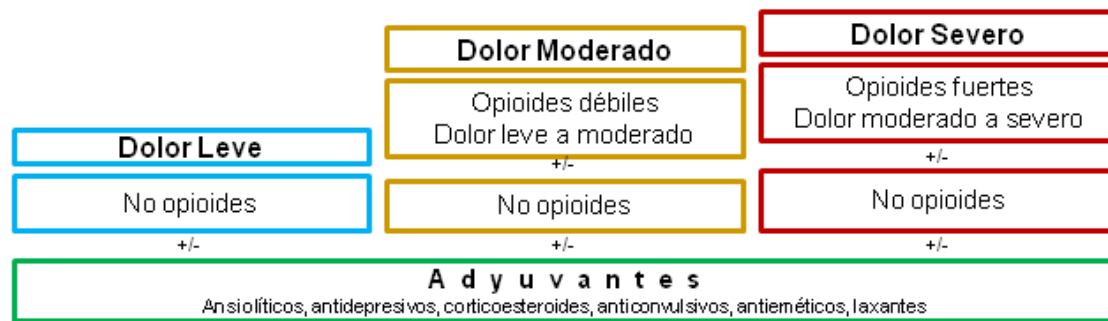 Dolor Leve
No opioides
+/-
Dolor Moderado
Opioides débiles
Dolor leve a moderado
+/-
No opioides
+/-
Dolor Severo
Opioides fuertes
Dolor moderado a severo
+/-
No opioides
+/-
Adyuvantes
Ansiolíticos, antidepresivos, corticoesteroides, anticonvulsivos, antieméticos, laxantes